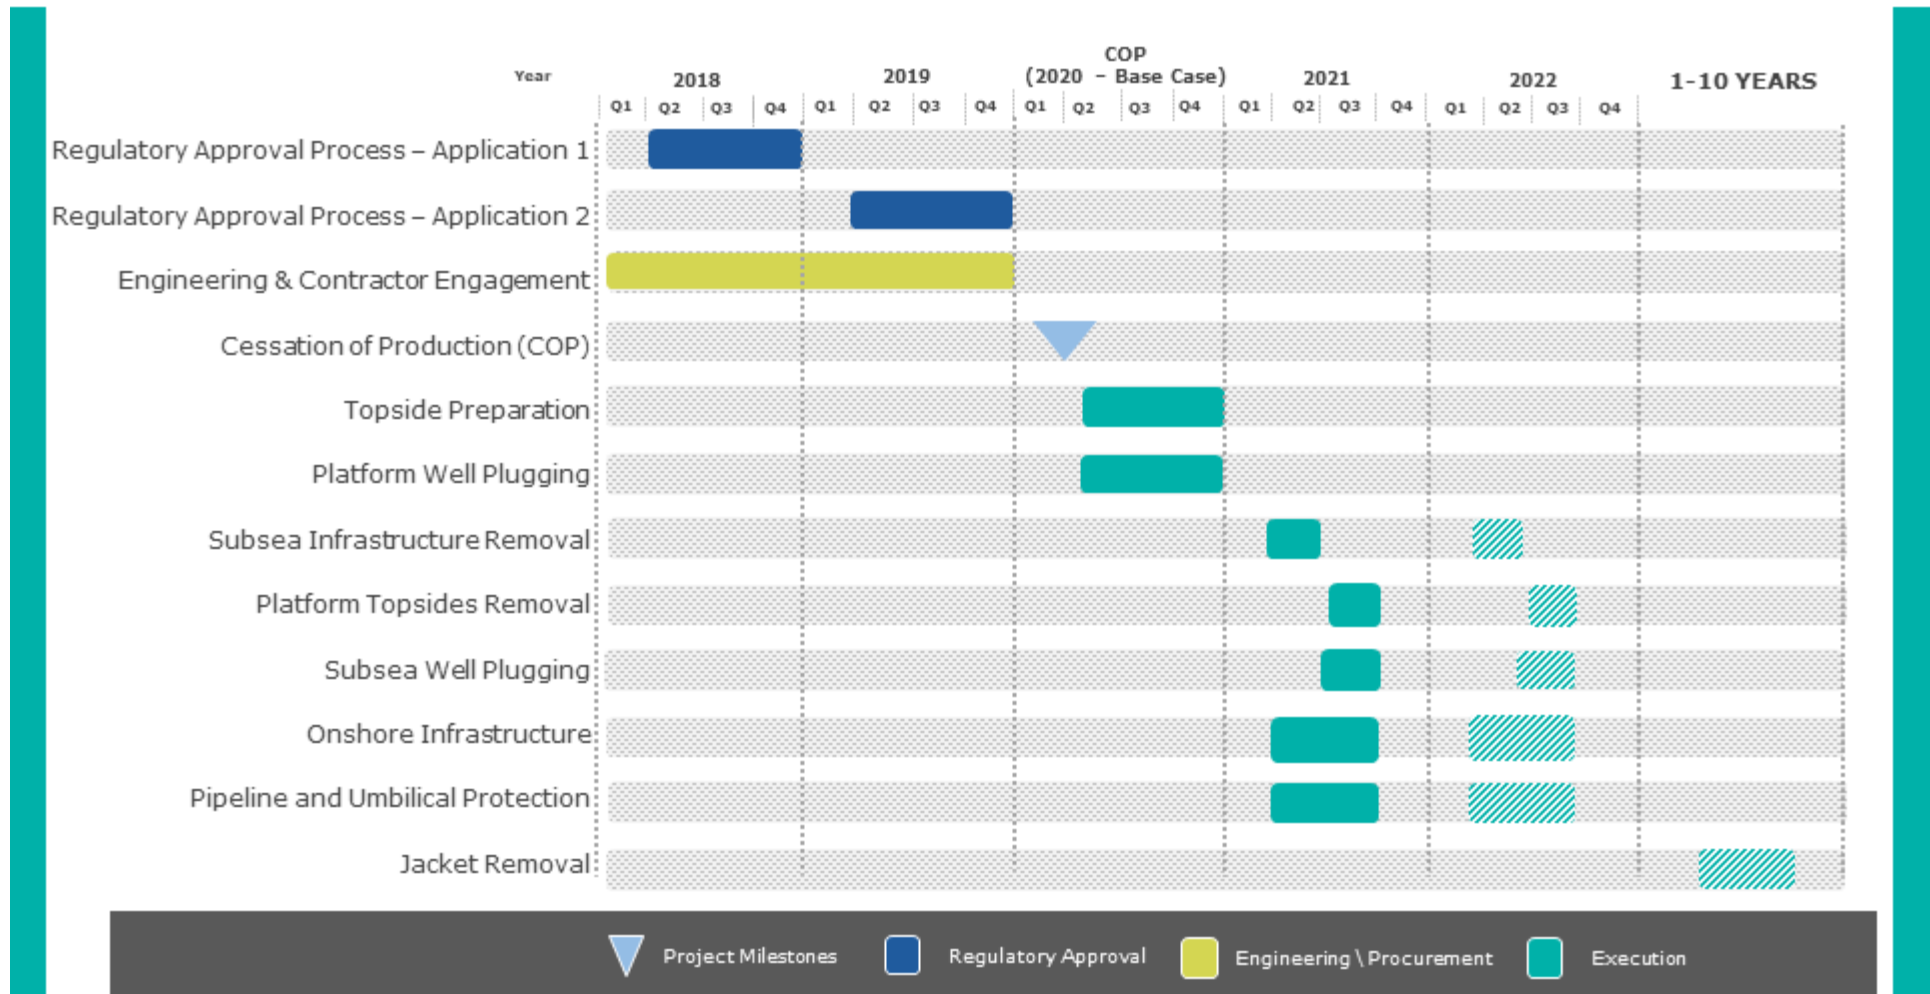 COP
Year 2018 2019 (2020 – Base Case) 2021 2022 1-10 YEARS
Q1 Q2 Q3 Q4 Q1 Q2 Q3 Q4 Q1 Q2 Q3 Q4 Q1 Q2 Q3 Q4 Q1 Q2 Q3 Q4
Regulatory Approval Process – Application 1
Regulatory Approval Process – Application 2
Engineering & Contractor Engagement
Cessation of Production (COP)
Topside Preparation
Platform Well Plugging
Subsea Infrastructure Removal
Platform Topsides Removal
Subsea Well Plugging
Onshore Infrastructure
Pipeline and Umbilical Protection
Jacket Removal
Project Milestones Regulatory Approval Engineering \ Procurement Execution